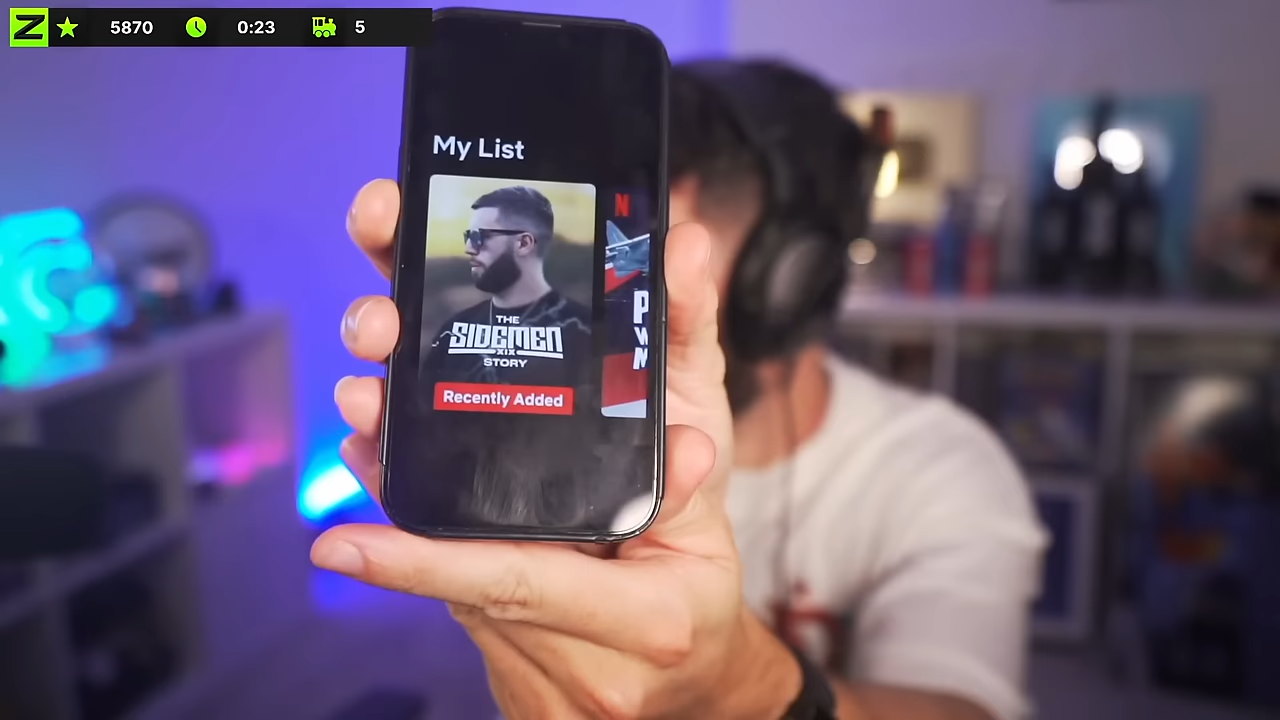 Z 5870 0:23 5
My List
THE
SIDEMEN
XIX
STORY
Recently Added
N
P
W
M